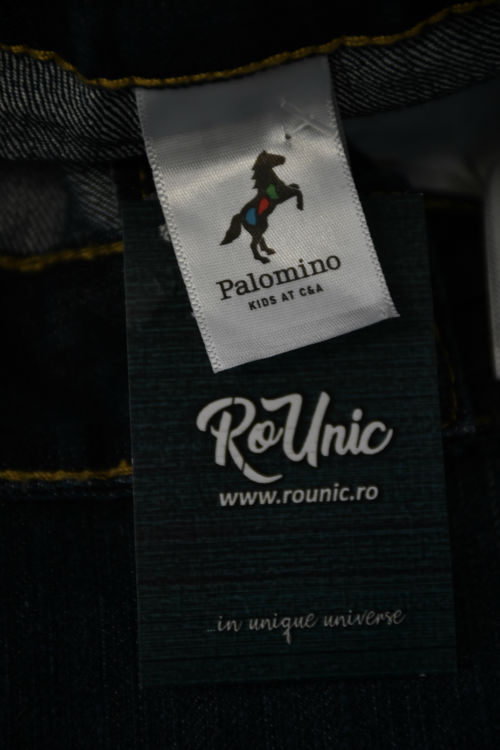 Palomino
KIDS AT C&A
RoUnic
www.rounic.ro
...in unique universe